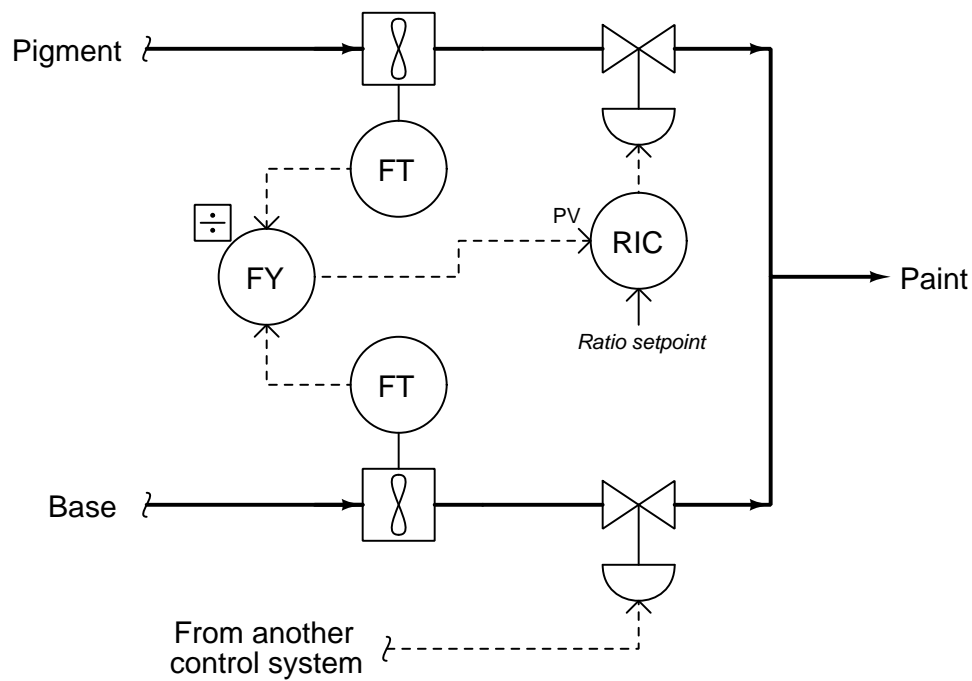 Pigment
FT
PV
RIC
÷
FY
Paint
Ratio setpoint
FT
Base
From another
control system